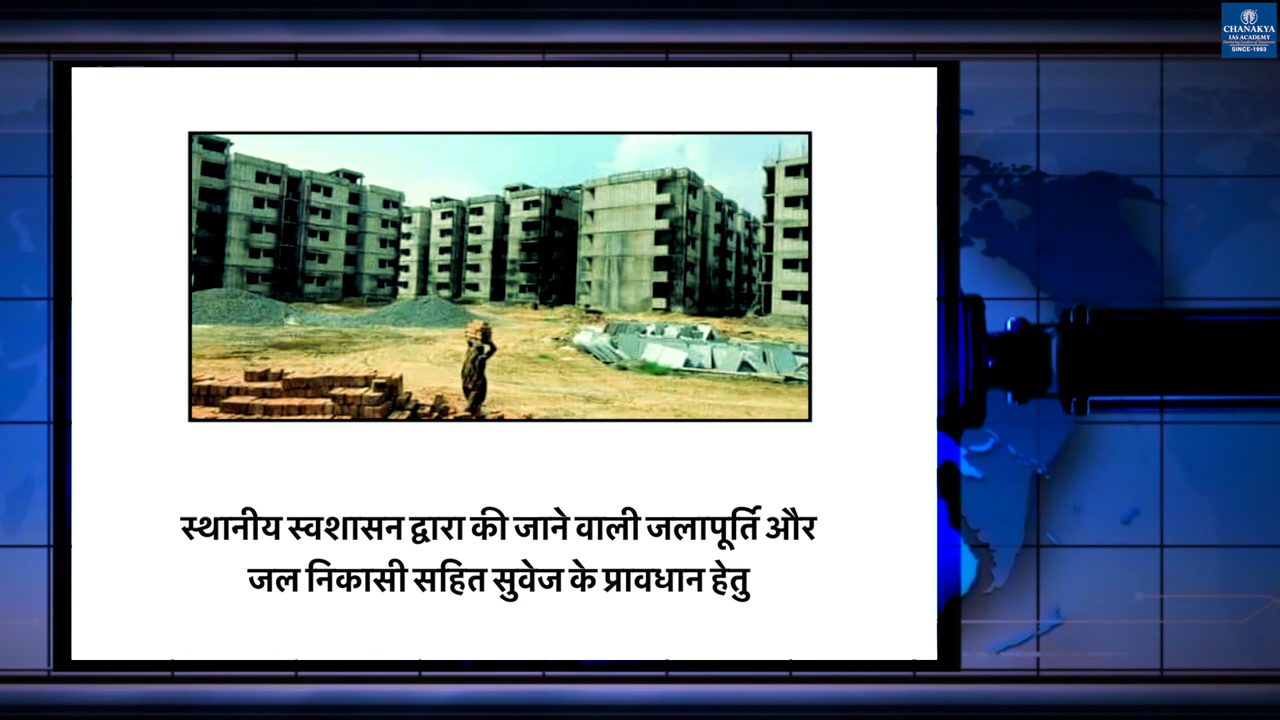 CHANAKYA
IAS ACADEMY
SINCE-1993
स्थानीय स्वशासन द्वारा की जाने वाली जलापूर्ति और
जल निकासी सहित सुवेज के प्रावधान हेतु